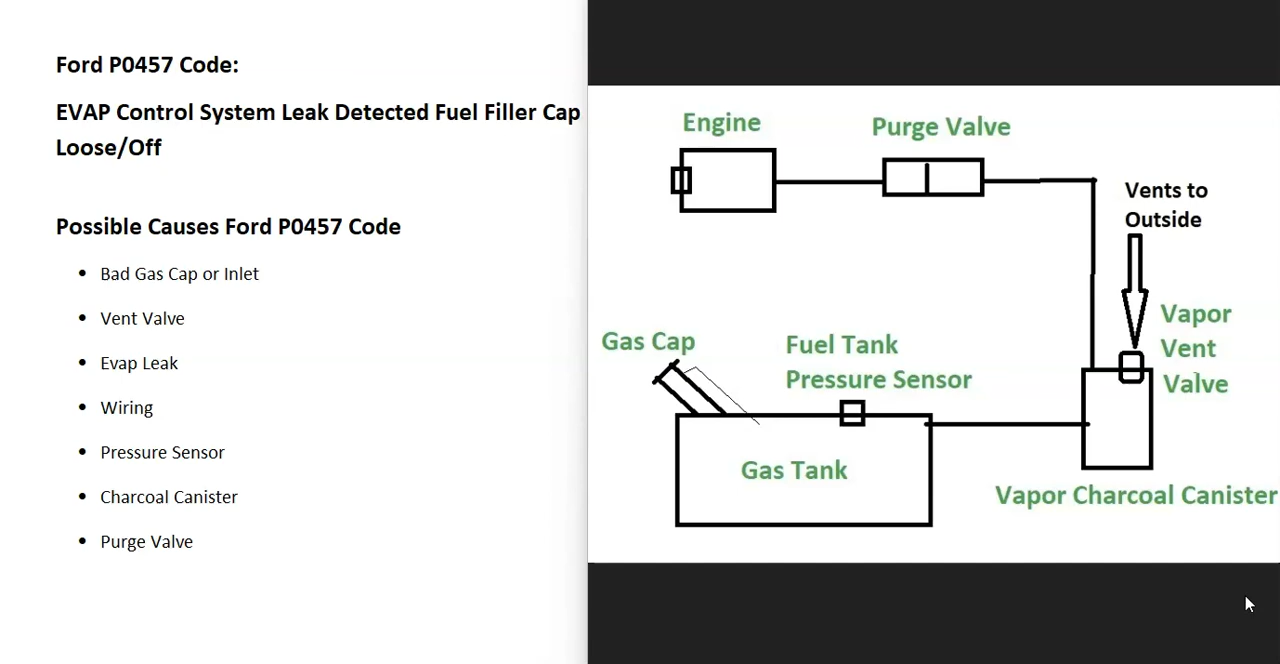 Ford P0457 Code:
EVAP Control System Leak Detected Fuel Filler Cap
Loose/Off
Possible Causes Ford P0457 Code
Bad Gas Cap or Inlet
Vent Valve
Evap Leak
Wiring
Pressure Sensor
Charcoal Canister
Purge Valve
Engine
Purge Valve
Vents to
Outside
Vapor
Vent
Valve
Gas Cap
Fuel Tank
Pressure Sensor
Gas Tank
Vapor Charcoal Canister